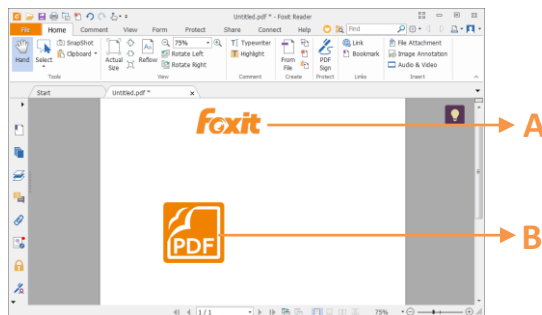 Untitled.pdf * - Foxit Reader
File Home Comment View Form Protect Share Connect Help Find
SnapShot Clipboard
Hand Select
Actual Size Reflow
75%
Rotate Left
Rotate Right
Typewriter
Highlight
From File
PDF Sign
Link
Bookmark
File Attachment
Image Annotation
Audio & Video
Tools View Comment Create Protect Links Insert
Start Untitled.pdf * x
foxit
A
PDF
B
1 / 1 75%